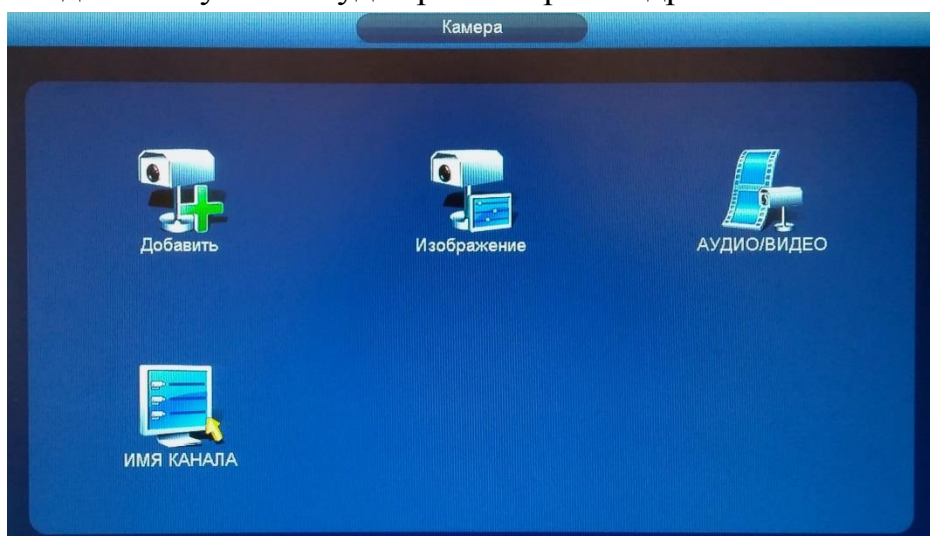 Камера
Добавить
Изображение
АУДИО/ВИДЕО
ИМЯ КАНАЛА